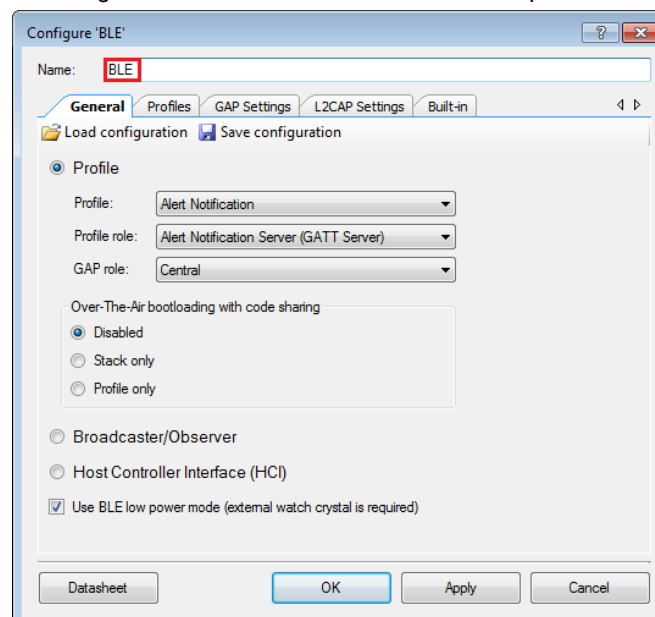 Configure 'BLE'
Name: BLE
General Profiles GAP Settings L2CAP Settings Built-in
Load configuration Save configuration
Profile
Profile: Alert Notification
Profile role: Alert Notification Server (GATT Server)
GAP role: Central
Over-The-Air bootloading with code sharing
Disabled
Stack only
Profile only
Broadcaster/Observer
Host Controller Interface (HCI)
Use BLE low power mode (external watch crystal is required)
Datasheet OK Apply Cancel